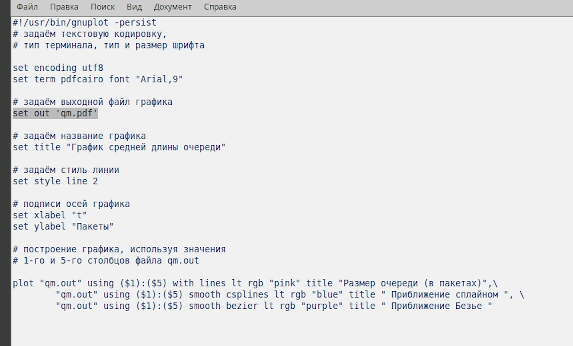 Файл Правка Поиск Вид Документ Справка
#!/usr/bin/gnuplot -persist
# задаём текстовую кодировку,
# тип терминала, тип и размер шрифта
set encoding utf8
set term pdfcairo font "Arial,9"
# задаём выходной файл графика
set out 'qm.pdf'
# задаём название графика
set title "График средней длины очереди"
# задаём стиль линии
set style line 2
# подписи осей графика
set xlabel "t"
set ylabel "Пакеты"
# построение графика, используя значения
# 1-го и 5-го столбцов файла qm.out
plot "qm.out" using ($1):($5) with lines lt rgb "pink" title "Размер очереди (в пакетах)",\
"qm.out" using ($1):($5) smooth csplines lt rgb "blue" title " Приближение сплайном ", \
"qm.out" using ($1):($5) smooth bezier lt rgb "purple" title " Приближение Безье "